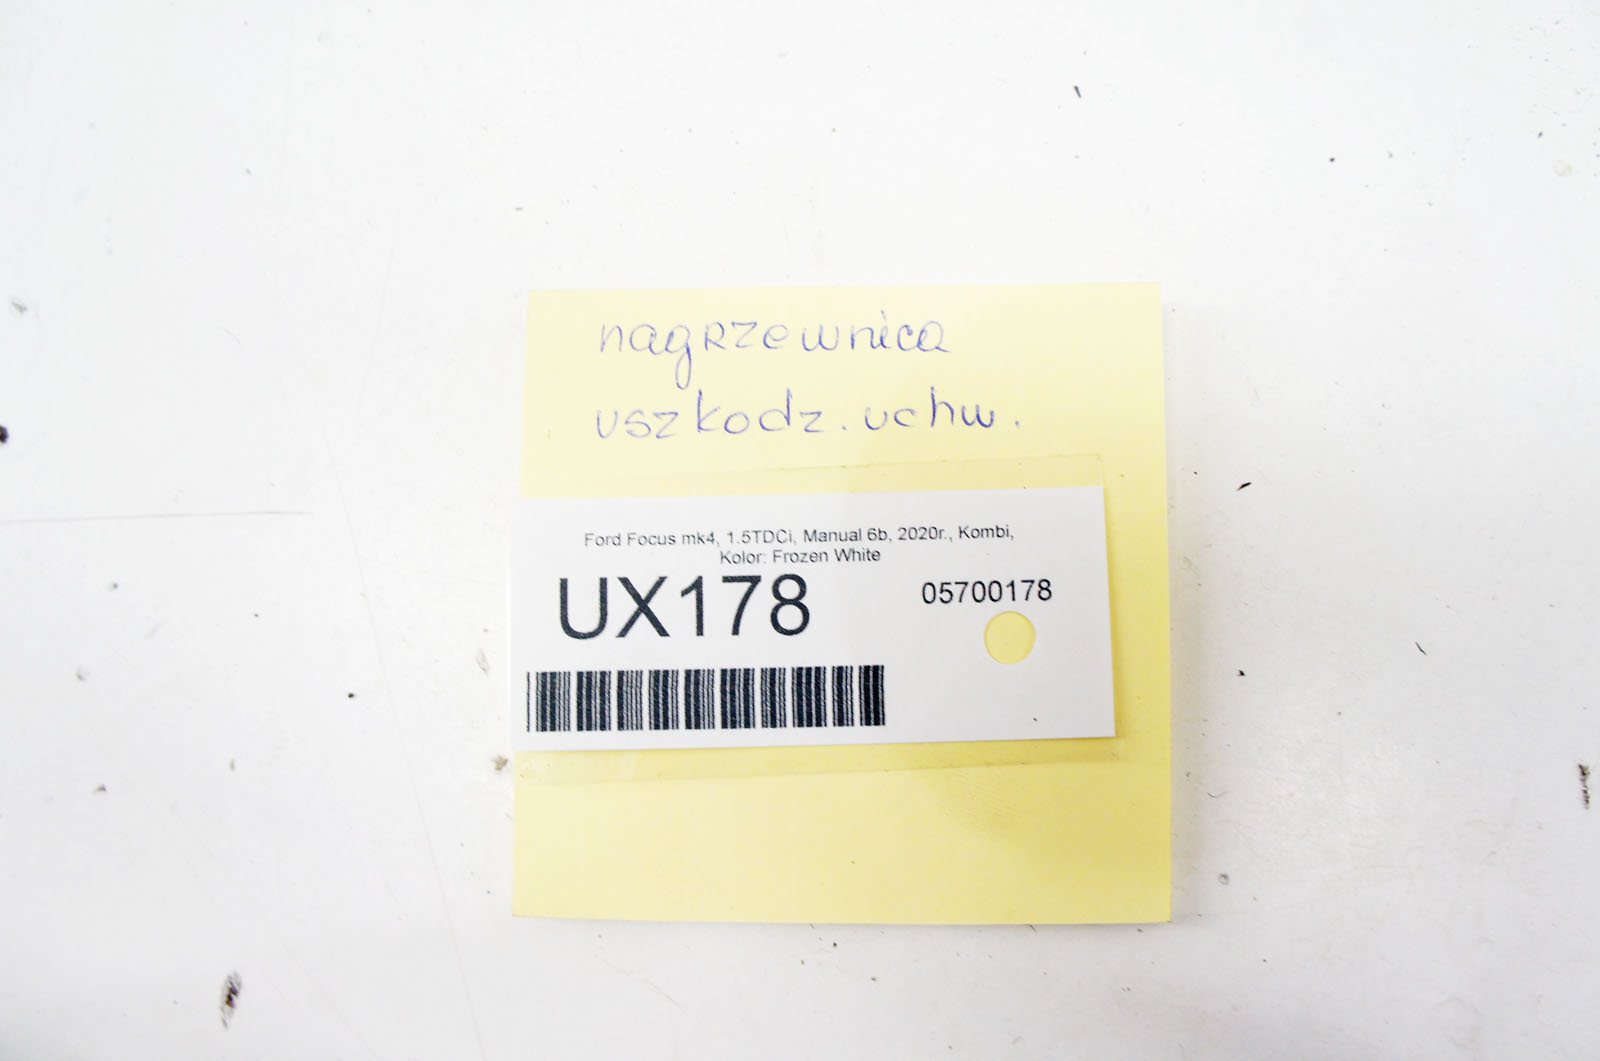 nagrzewnica
uszkodz. uchw.
Ford Focus mk4, 1.5TDCi, Manual 6b, 2020r., Kombi,
Kolor: Frozen White
UX178
05700178